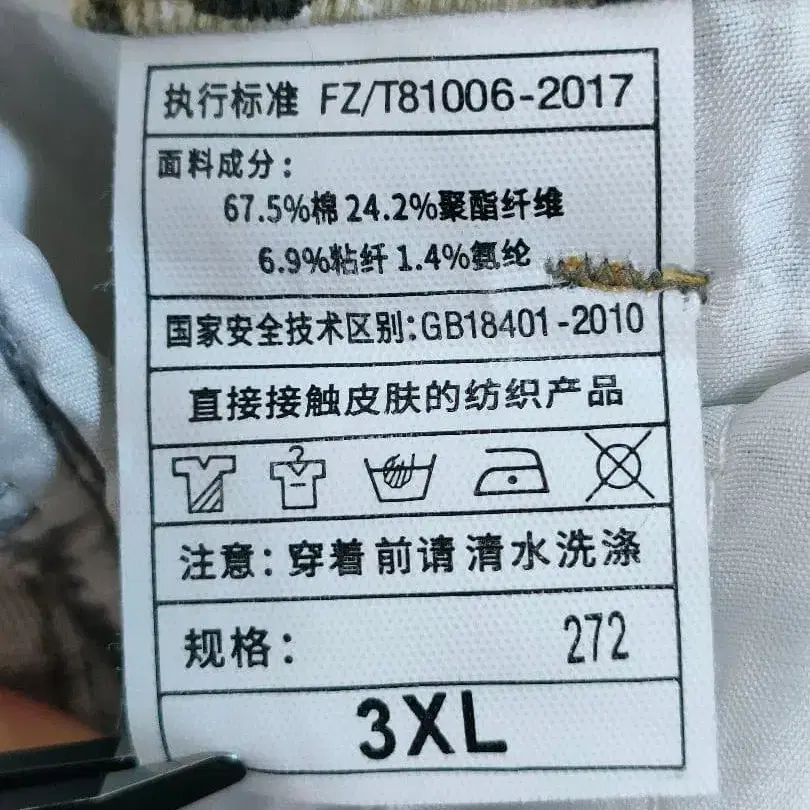 执行标准 FZ/T81006-2017
面料成分:
67.5%棉 24.2%聚酯纤维
6.9%粘纤 1.4%氨纶
国家安全技术区别:GB18401-2010
直接接触皮肤的纺织产品
注意: 穿着前请清水洗涤
规格: 272
3XL